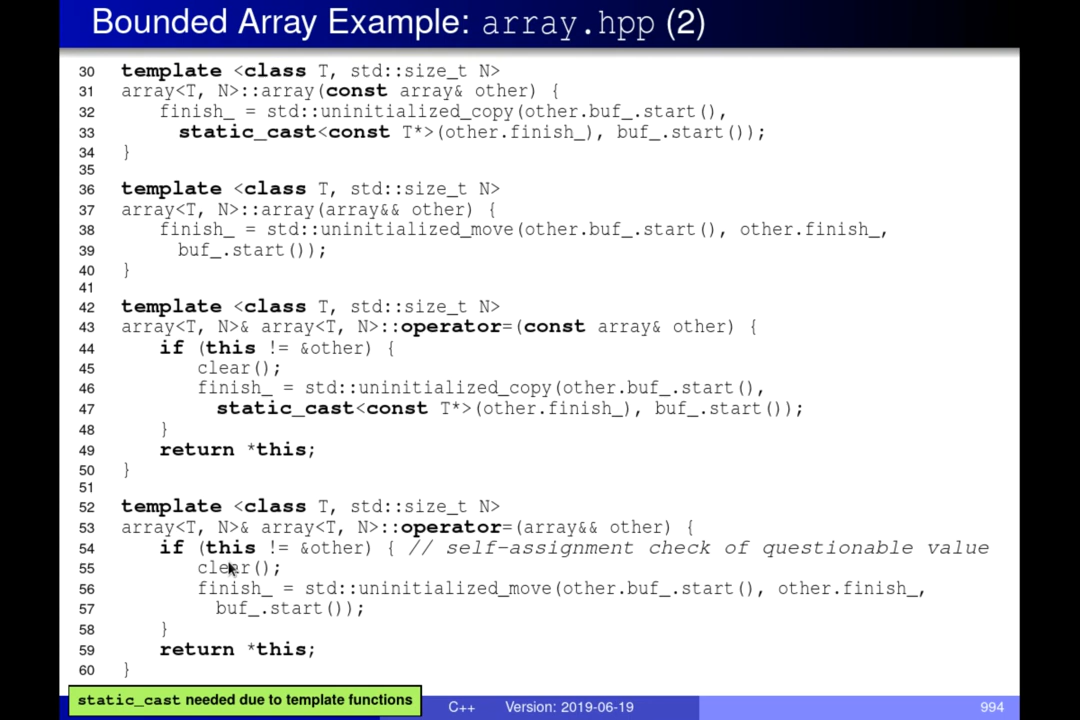 Bounded Array Example: array.hpp (2)
30 template <class T, std::size_t N>
31 array<T, N>::array(const array& other) {
32 finish_ = std::uninitialized_copy(other.buf_.start(),
33 static_cast<const T*>(other.finish_), buf_.start());
34 }
35
36 template <class T, std::size_t N>
37 array<T, N>::array(array&& other) {
38 finish_ = std::uninitialized_move(other.buf_.start(), other.finish_,
39 buf_.start());
40 }
41
42 template <class T, std::size_t N>
43 array<T, N>& array<T, N>::operator=(const array& other) {
44 if (this != &other) {
45 clear();
46 finish_ = std::uninitialized_copy(other.buf_.start(),
47 static_cast<const T*>(other.finish_), buf_.start());
48 }
49 return *this;
50 }
51
52 template <class T, std::size_t N>
53 array<T, N>& array<T, N>::operator=(array&& other) {
54 if (this != &other) { // self-assignment check of questionable value
55 clear();
56 finish_ = std::uninitialized_move(other.buf_.start(), other.finish_,
57 buf_.start());
58 }
59 return *this;
60 }
static_cast needed due to template functions
C++ Version: 2019-06-19 994